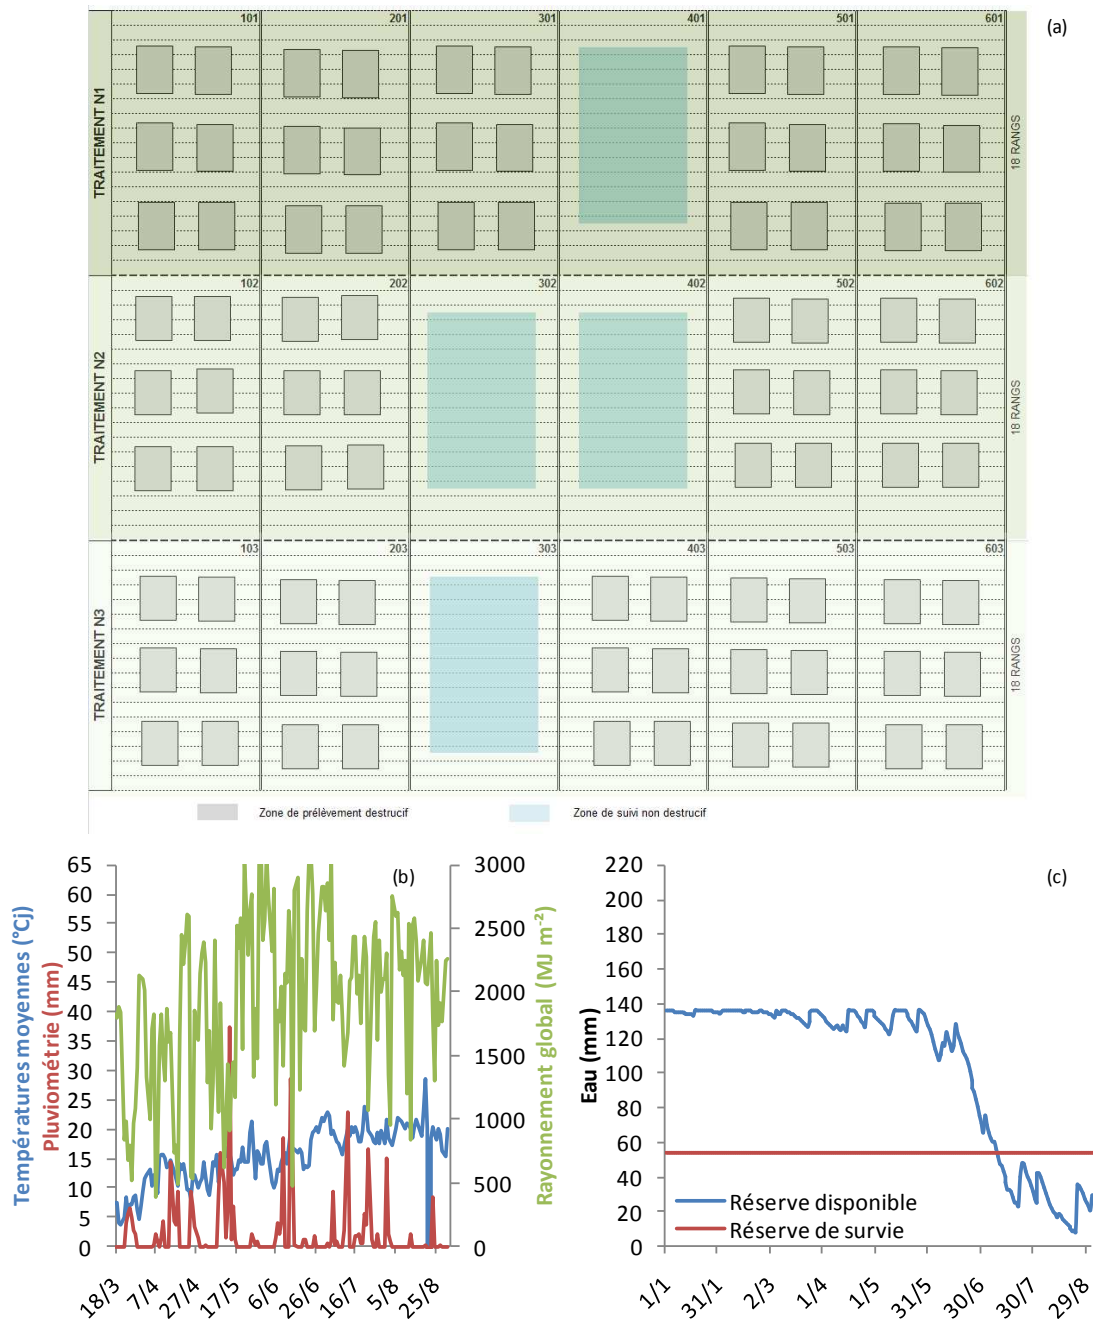 101 201 301 401 501 601
(a)
TRAITEMENT N1
18 RANGS
102 202 302 402 502 602
TRAITEMENT N2
18 RANGS
103 203 303 403 503 603
TRAITEMENT N3
18 RANGS
Zone de prélèvement destrucif
Zone de suivi non destrucif
(b)
Températures moyennes (°Cj)
Pluviométrie (mm)
65
60
55
50
45
40
35
30
25
20
15
10
5
0
3000
2500
2000
1500
1000
500
0
Rayonnement global (MJ m⁻²)
18/3 7/4 27/4 17/5 6/6 26/6 16/7 5/8 25/8
(c)
Eau (mm)
220
200
180
160
140
120
100
80
60
40
20
0
Réserve disponible
Réserve de survie
1/1 31/1 2/3 1/4 1/5 31/5 30/6 30/7 29/8